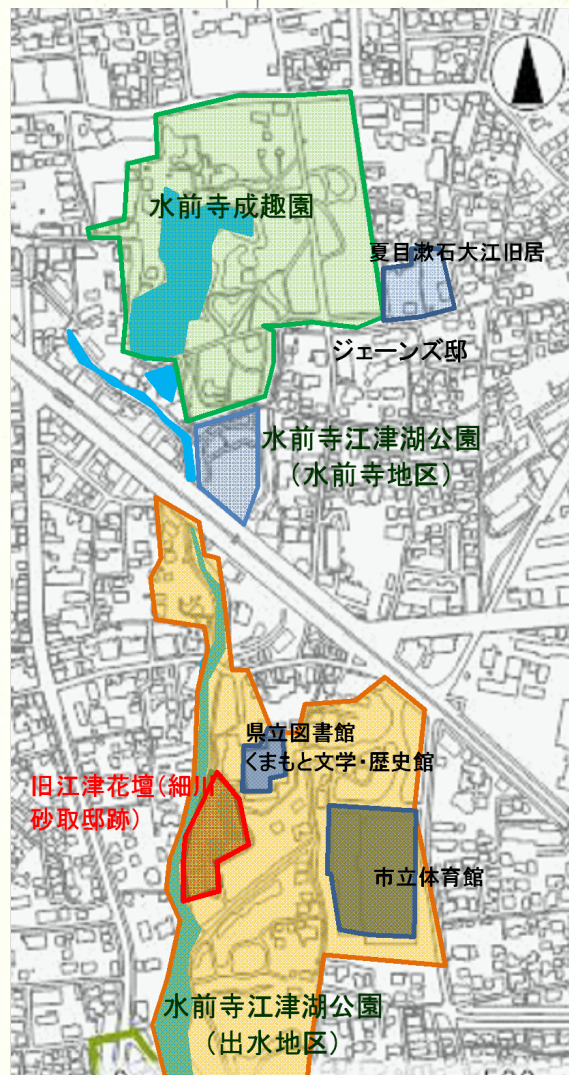 水前寺成趣園
夏目漱石大江旧居
ジェーンズ邸
水前寺江津湖公園
（水前寺地区）
県立図書館
くまもと文学・歴史館
旧江津花壇（細川
砂取邸跡）
市立体育館
水前寺江津湖公園
（出水地区）